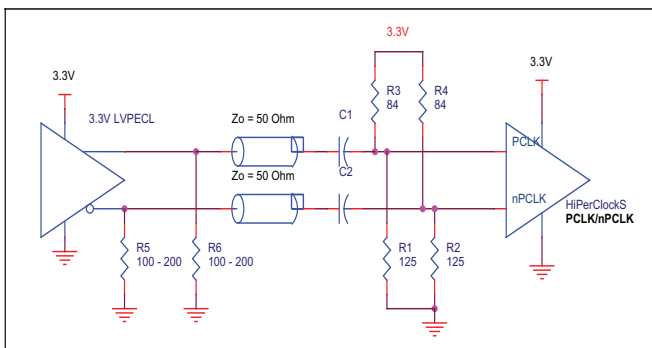 3.3V
3.3V
3.3V
3.3V LVPECL
R3
84
R4
84
Zo = 50 Ohm
C1
PCLK
Zo = 50 Ohm
C2
nPCLK
HiPerClockS
PCLK/nPCLK
R5
100 - 200
R6
100 - 200
R1
125
R2
125